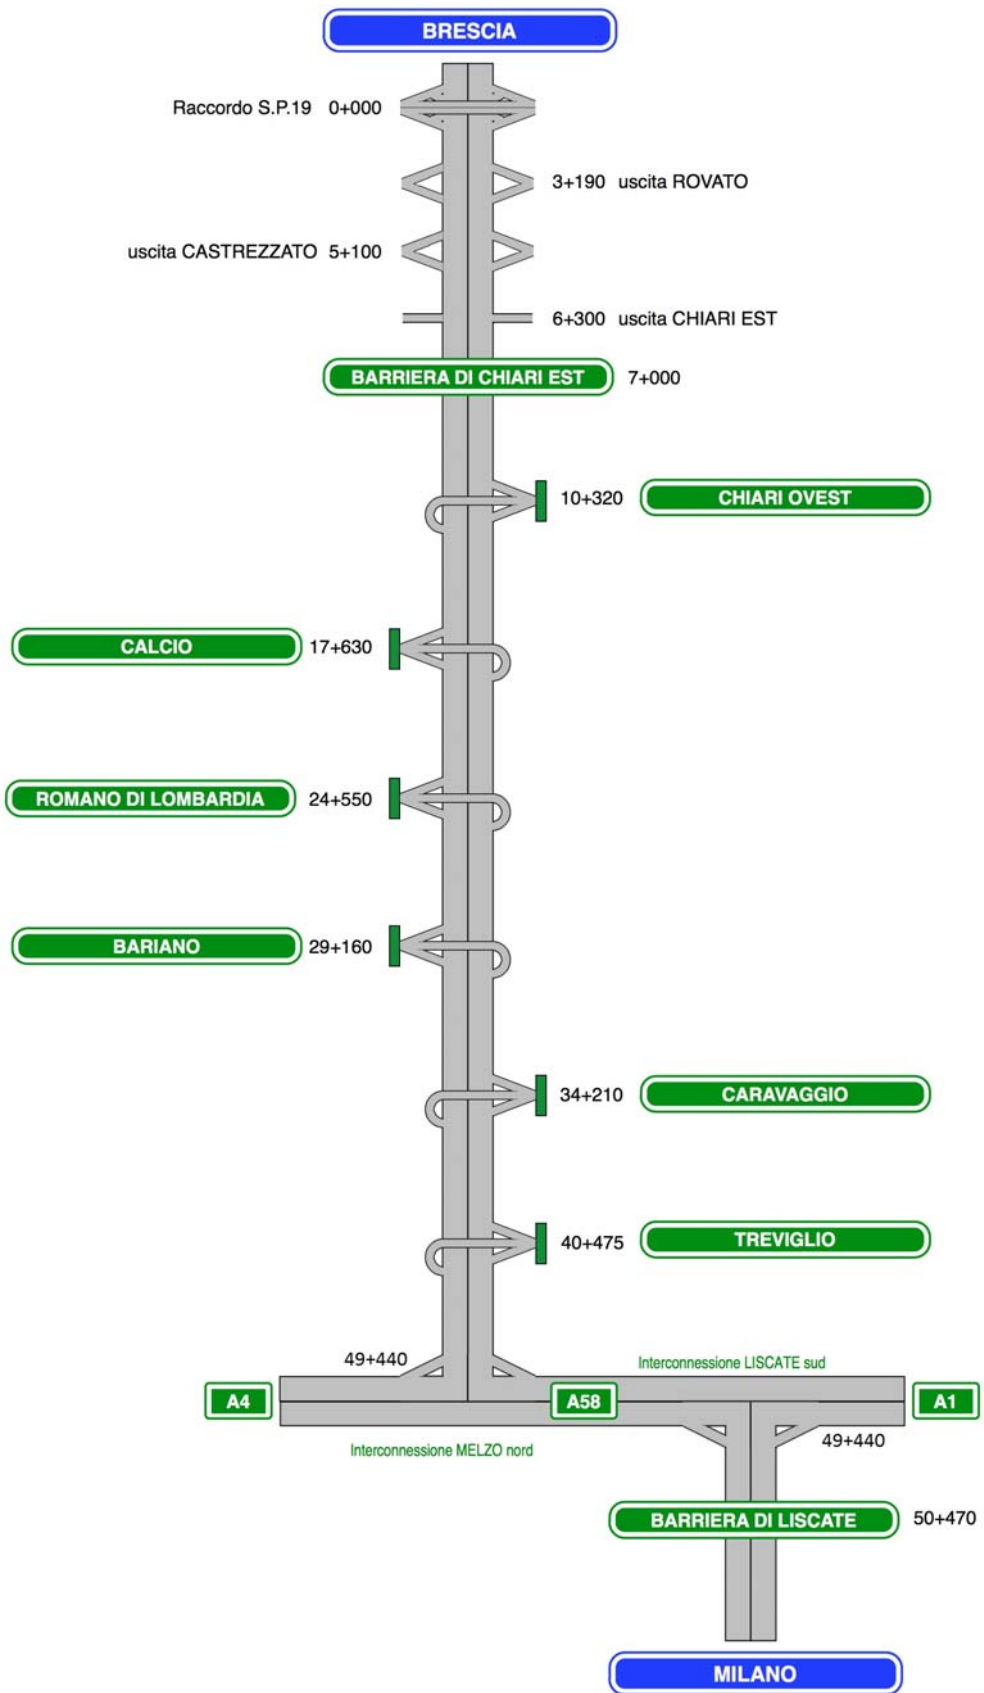 BRESCIA
Raccordo S.P.19 0+000
3+190 uscita ROVATO
uscita CASTREZZATO 5+100
6+300 uscita CHIARI EST
BARRIERA DI CHIARI EST 7+000
10+320 CHIARI OVEST
CALCIO 17+630
ROMANO DI LOMBARDIA 24+550
BARIANO 29+160
34+210 CARAVAGGIO
40+475 TREVIGLIO
49+440
Interconnessione LISCATE sud
A4 A58 A1
Interconnessione MELZO nord
49+440
BARRIERA DI LISCATE 50+470
MILANO